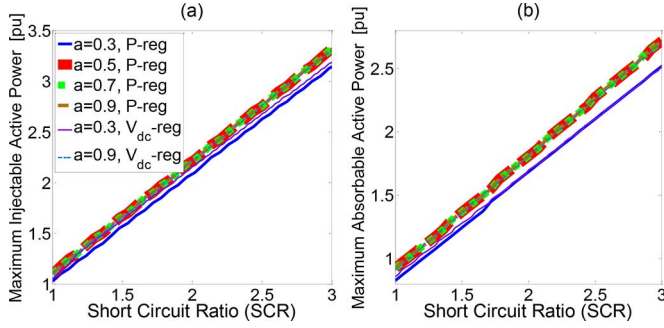 (a)
Maximum Injectable Active Power [pu]
3.5
3
2.5
2
1.5
1
a=0.3, P-reg
a=0.5, P-reg
a=0.7, P-reg
a=0.9, P-reg
a=0.3, Vdc-reg
a=0.9, Vdc-reg
1 1.5 2 2.5 3
Short Circuit Ratio (SCR)
(b)
Maximum Absorbable Active Power [pu]
2.5
2
1.5
1
1 1.5 2 2.5 3
Short Circuit Ratio (SCR)